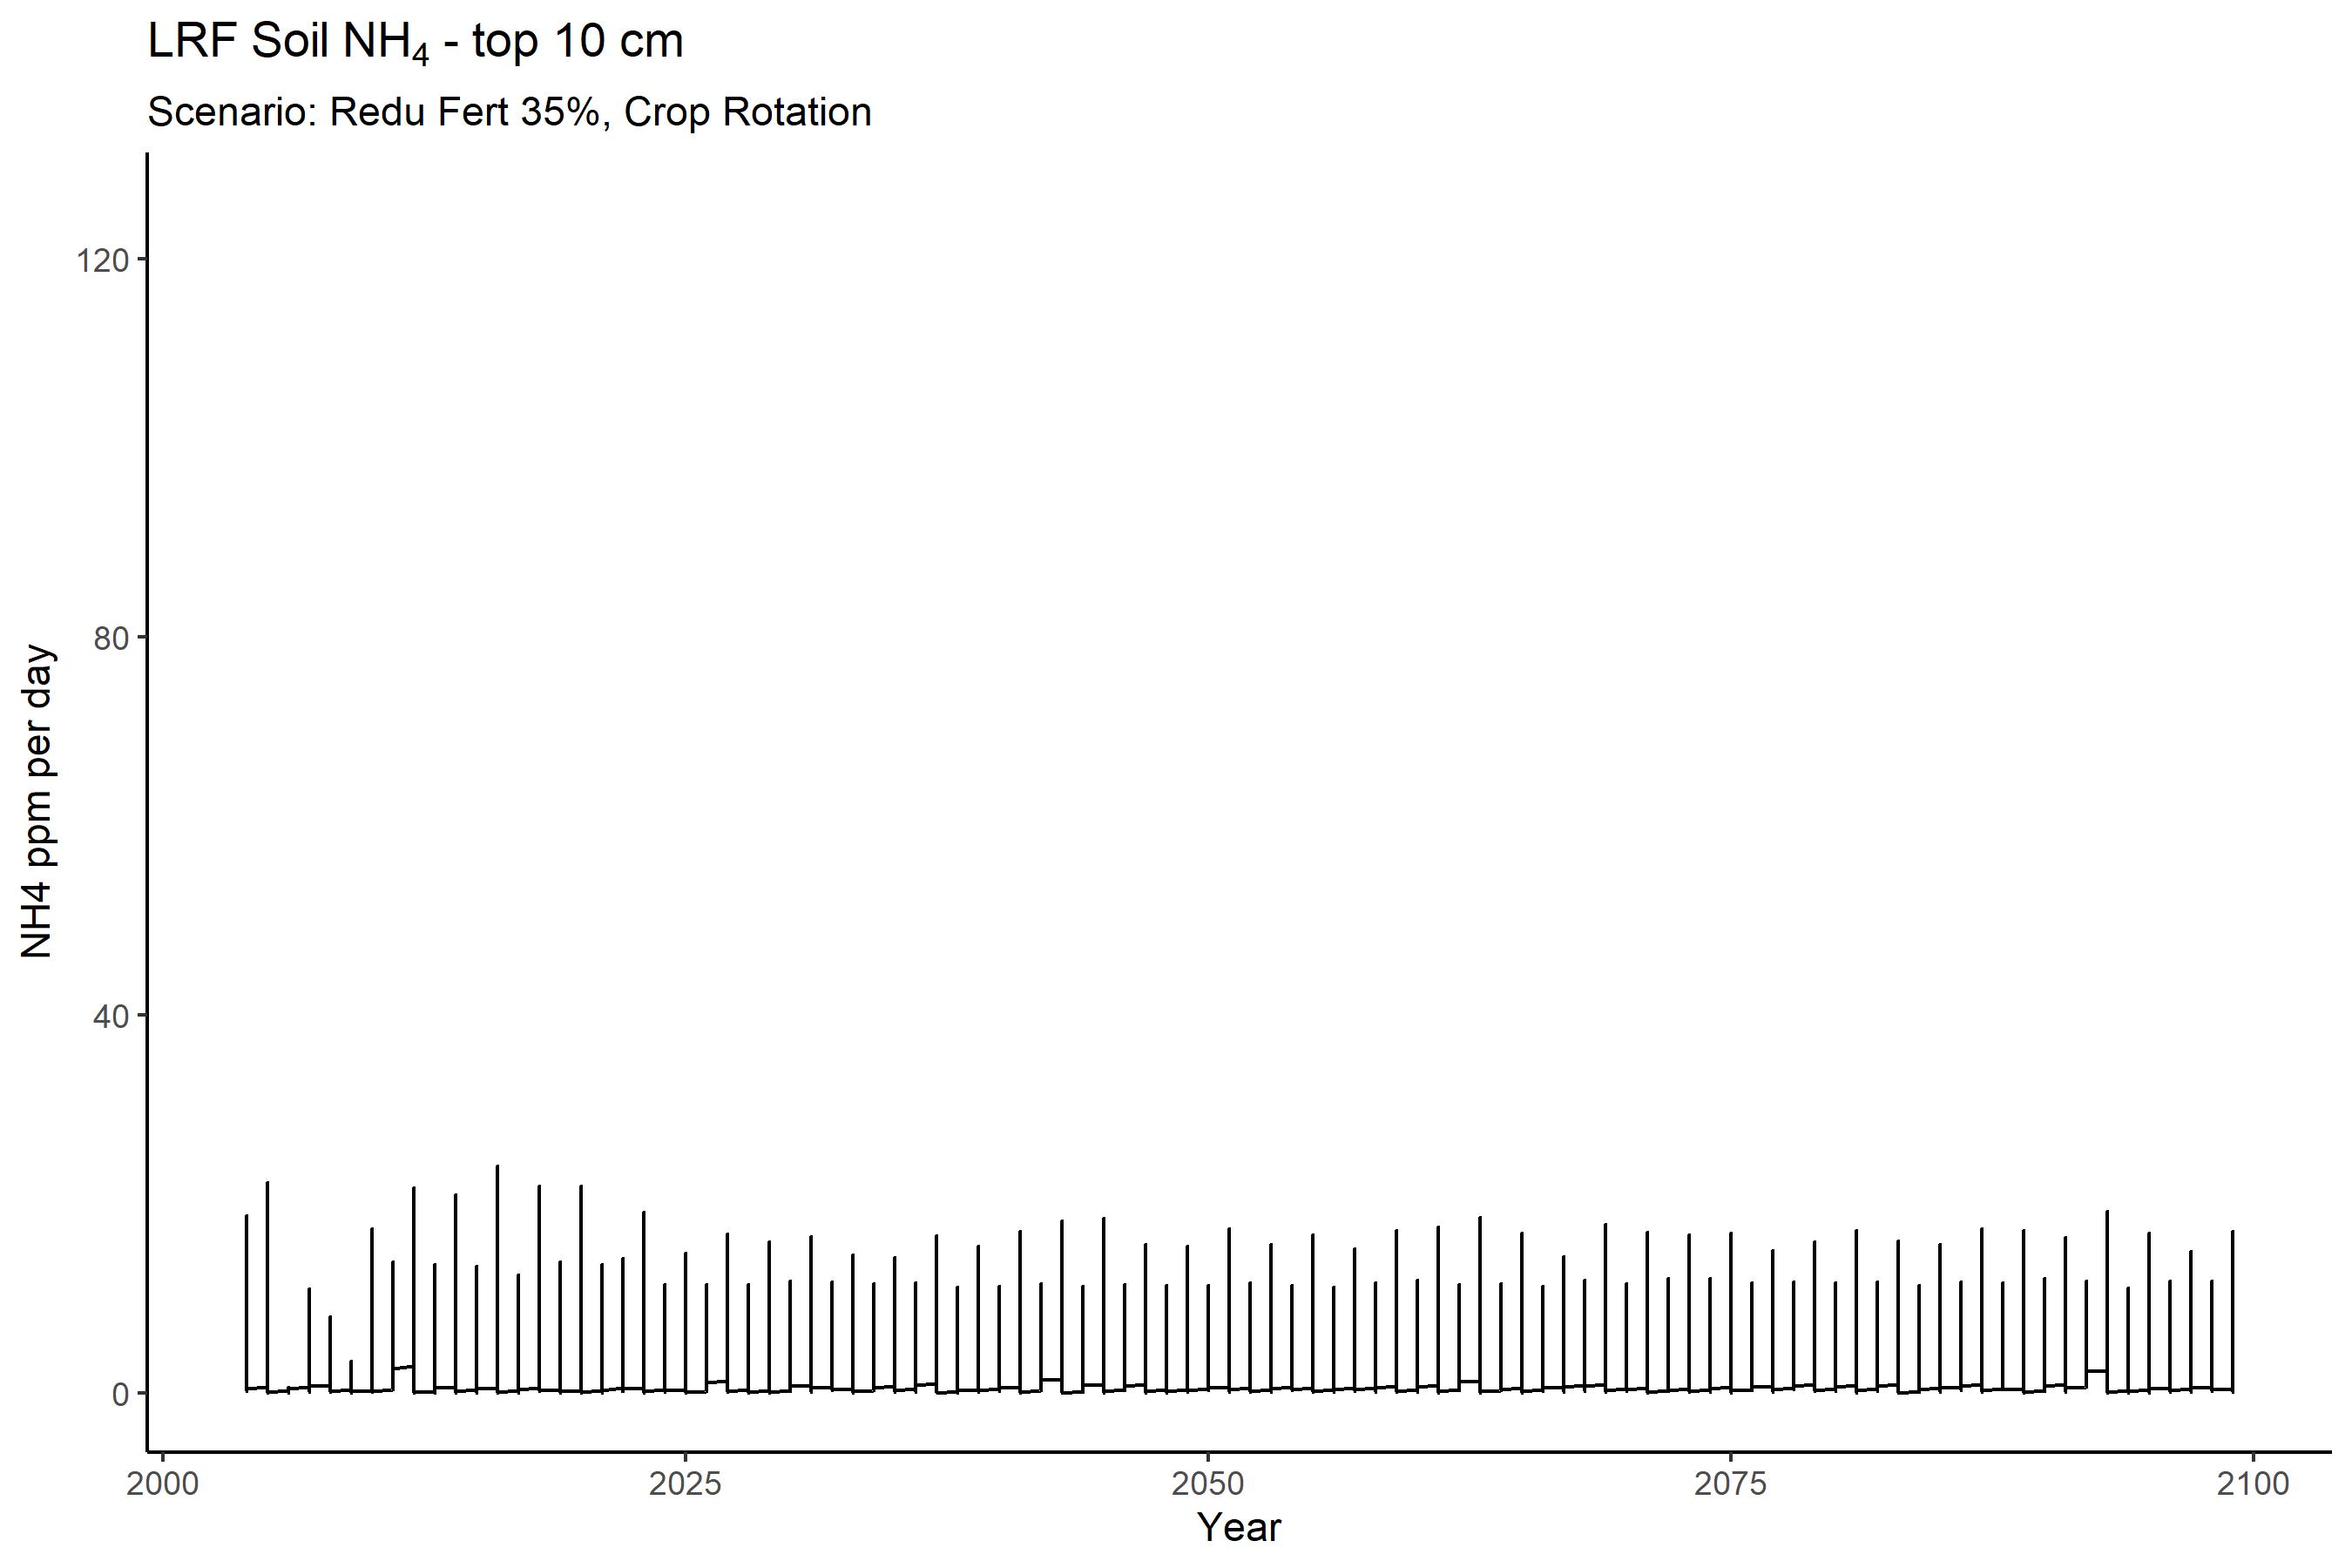 LRF Soil NH₄ - top 10 cm
Scenario: Redu Fert 35%, Crop Rotation
120
80
40
0
NH4 ppm per day
2000 2025 2050 2075 2100
Year